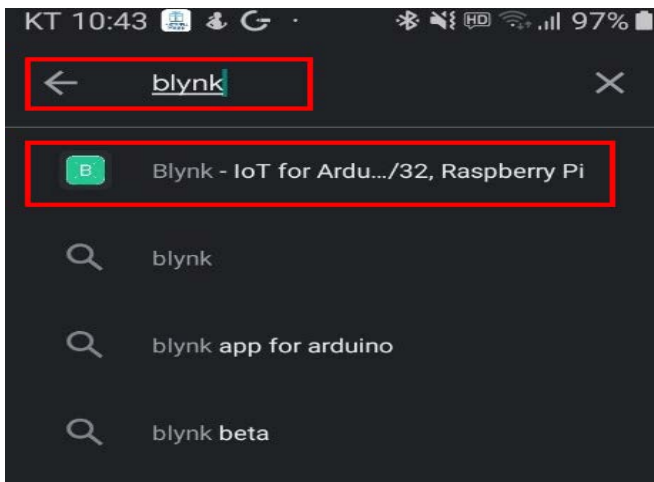 KT 10:43 G HD 97%
blynk
B Blynk - IoT for Ardu.../32, Raspberry Pi
blynk
blynk app for arduino
blynk beta